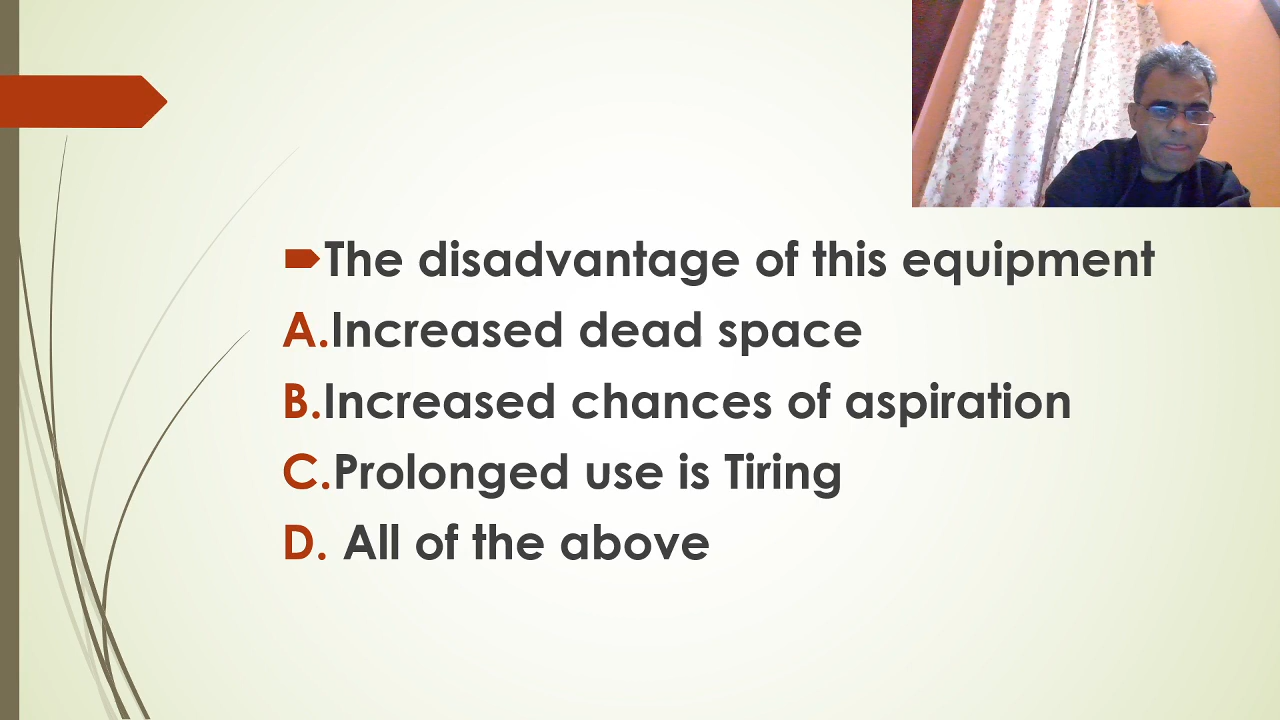 The disadvantage of this equipment
A.Increased dead space
B.Increased chances of aspiration
C.Prolonged use is Tiring
D. All of the above